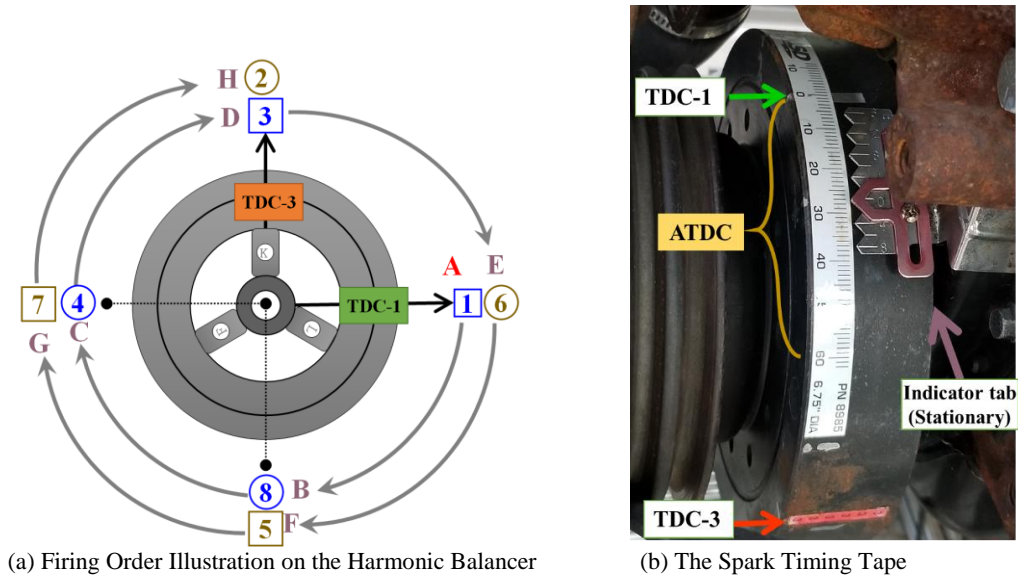 H 2
D 3
TDC-3
K
A E
7 4 TDC-1 1 6
G C
F J
8 B
5 F
(a) Firing Order Illustration on the Harmonic Balancer
TDC-1
10
0
10
20
ATDC
30
40
60
6.75" DIA PN 8985
Indicator tab
(Stationary)
TDC-3
(b) The Spark Timing Tape